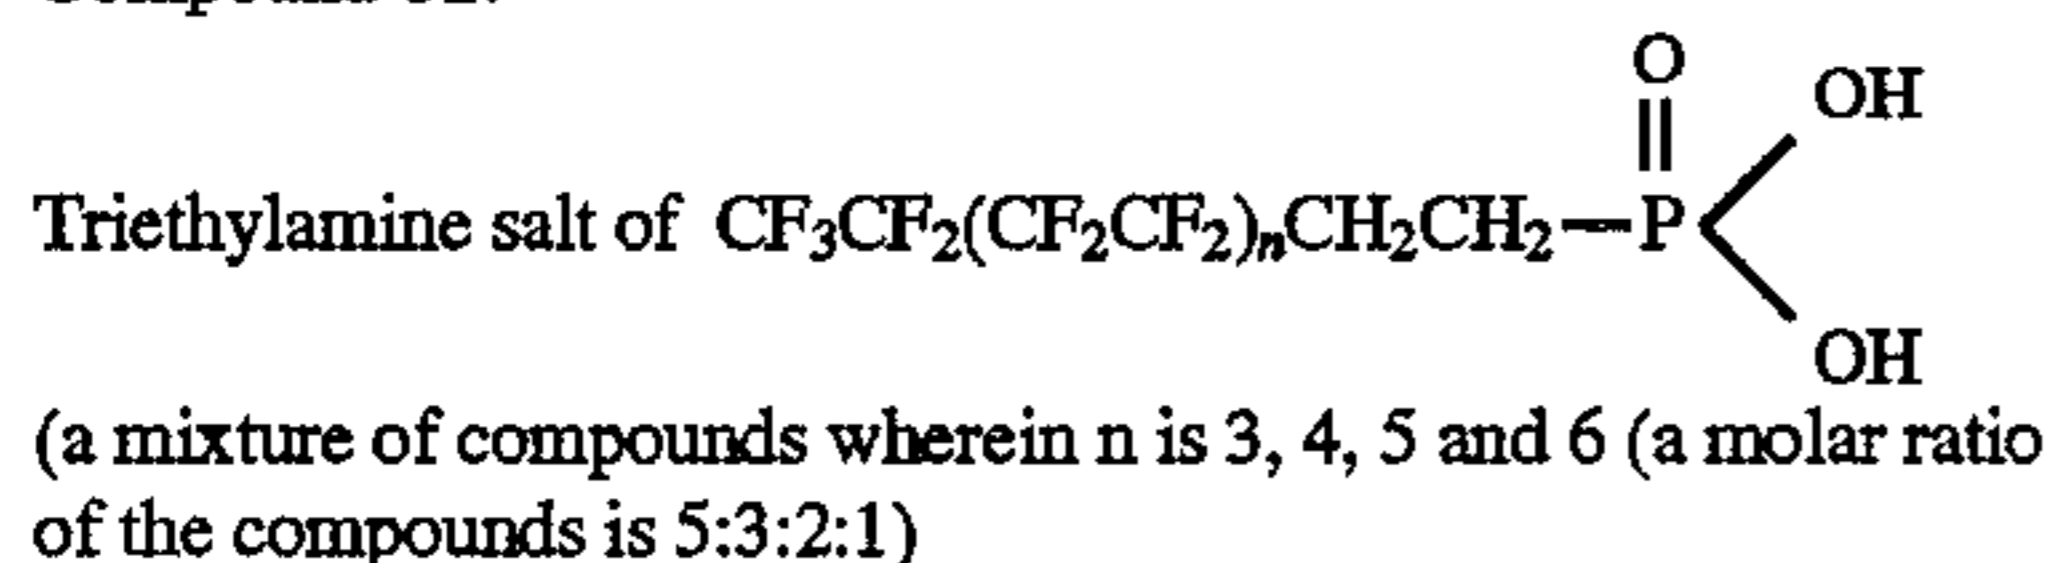 O
OH
Triethylamine salt of CF₃CF₂(CF₂CF₂)ₙCH₂CH₂—P
OH
(a mixture of compounds wherein n is 3, 4, 5 and 6 (a molar ratio
of the compounds is 5:3:2:1)